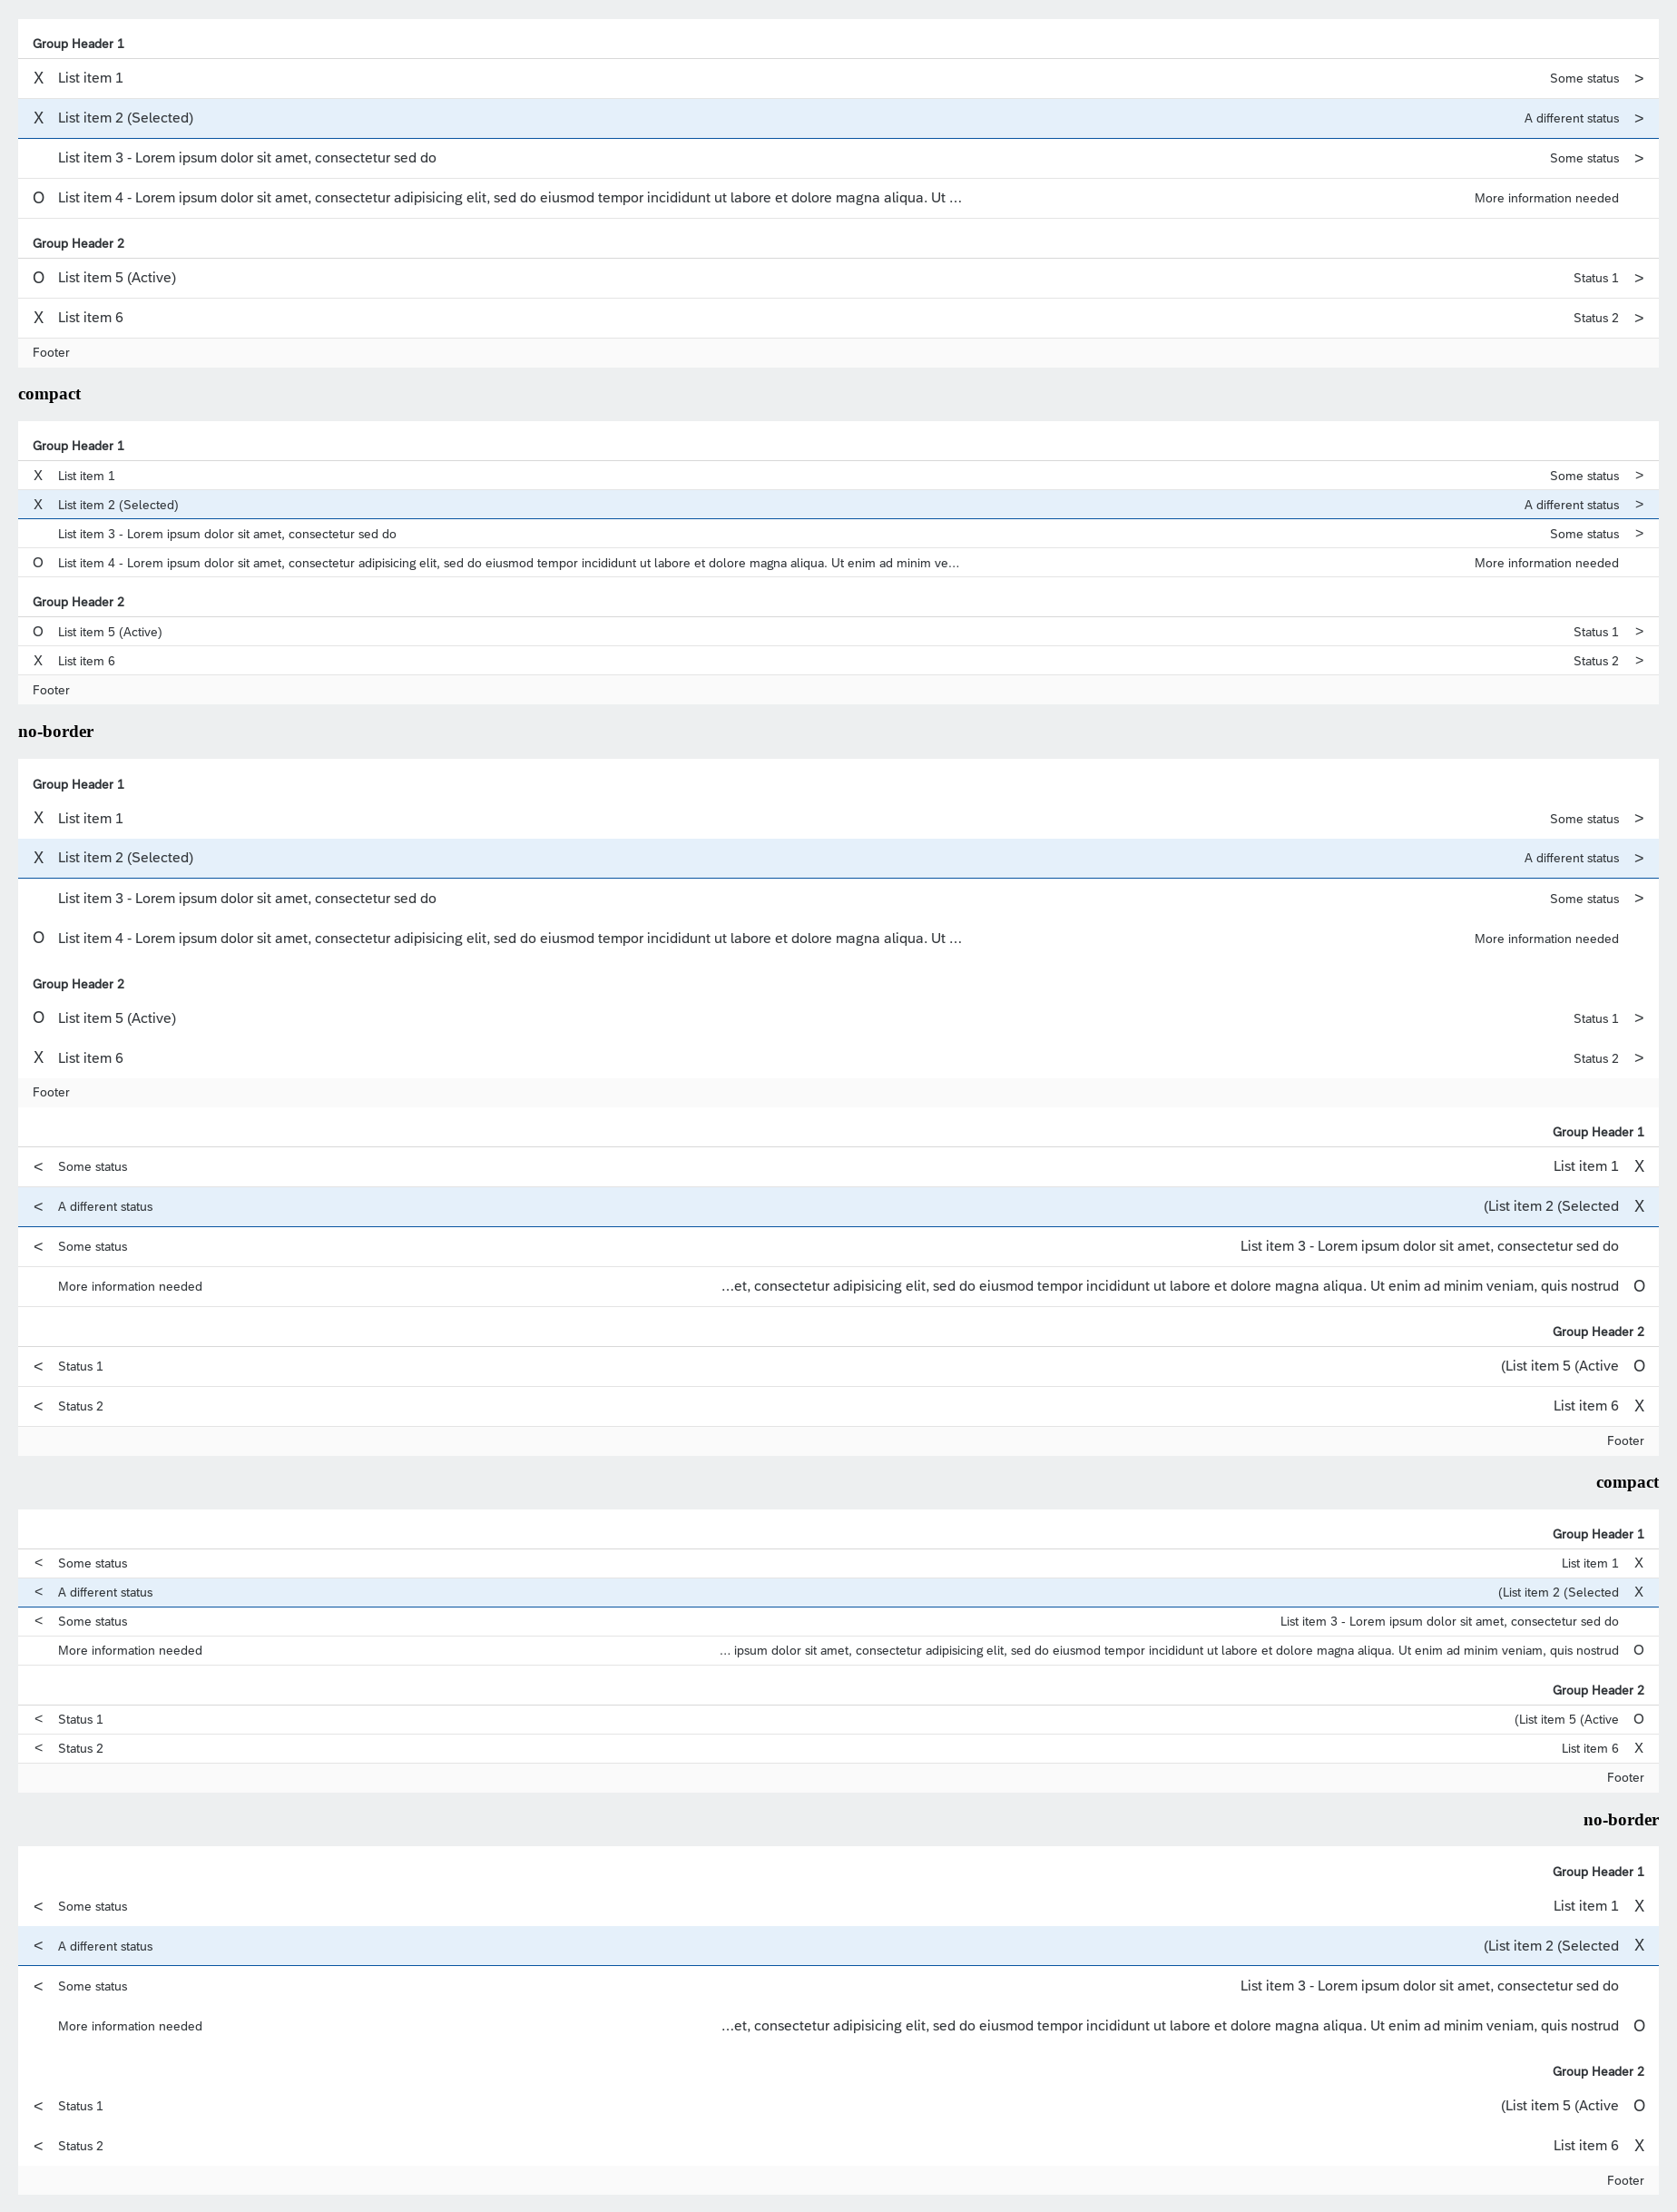 Group Header 1
X List item 1 Some status >
X List item 2 (Selected) A different status >
List item 3 - Lorem ipsum dolor sit amet, consectetur sed do Some status >
O List item 4 - Lorem ipsum dolor sit amet, consectetur adipisicing elit, sed do eiusmod tempor incididunt ut labore et dolore magna aliqua. Ut ... More information needed
Group Header 2
O List item 5 (Active) Status 1 >
X List item 6 Status 2 >
Footer
compact
Group Header 1
X List item 1 Some status >
X List item 2 (Selected) A different status >
List item 3 - Lorem ipsum dolor sit amet, consectetur sed do Some status >
O List item 4 - Lorem ipsum dolor sit amet, consectetur adipisicing elit, sed do eiusmod tempor incididunt ut labore et dolore magna aliqua. Ut enim ad minim ve... More information needed
Group Header 2
O List item 5 (Active) Status 1 >
X List item 6 Status 2 >
Footer
no-border
Group Header 1
X List item 1 Some status >
X List item 2 (Selected) A different status >
List item 3 - Lorem ipsum dolor sit amet, consectetur sed do Some status >
O List item 4 - Lorem ipsum dolor sit amet, consectetur adipisicing elit, sed do eiusmod tempor incididunt ut labore et dolore magna aliqua. Ut ... More information needed
Group Header 2
O List item 5 (Active) Status 1 >
X List item 6 Status 2 >
Footer
Group Header 1
< Some status List item 1 X
< A different status (List item 2 (Selected X
< Some status List item 3 - Lorem ipsum dolor sit amet, consectetur sed do
More information needed ...et, consectetur adipisicing elit, sed do eiusmod tempor incididunt ut labore et dolore magna aliqua. Ut enim ad minim veniam, quis nostrud O
Group Header 2
< Status 1 (List item 5 (Active O
< Status 2 List item 6 X
Footer
compact
Group Header 1
< Some status List item 1 X
< A different status (List item 2 (Selected X
< Some status List item 3 - Lorem ipsum dolor sit amet, consectetur sed do
More information needed ... ipsum dolor sit amet, consectetur adipisicing elit, sed do eiusmod tempor incididunt ut labore et dolore magna aliqua. Ut enim ad minim veniam, quis nostrud O
Group Header 2
< Status 1 (List item 5 (Active O
< Status 2 List item 6 X
Footer
no-border
Group Header 1
< Some status List item 1 X
< A different status (List item 2 (Selected X
< Some status List item 3 - Lorem ipsum dolor sit amet, consectetur sed do
More information needed ...et, consectetur adipisicing elit, sed do eiusmod tempor incididunt ut labore et dolore magna aliqua. Ut enim ad minim veniam, quis nostrud O
Group Header 2
< Status 1 (List item 5 (Active O
< Status 2 List item 6 X
Footer